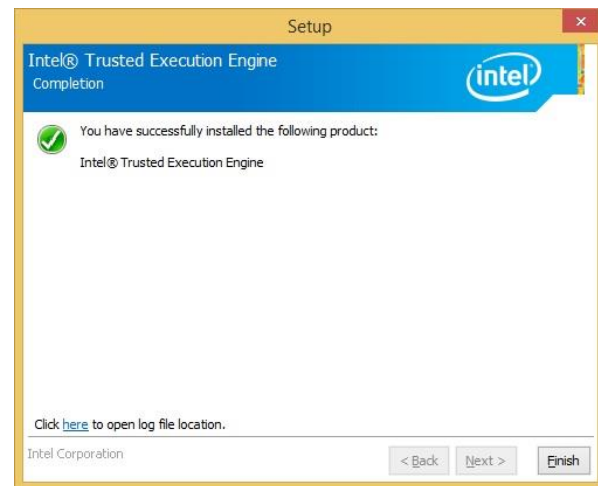 Setup
Intel® Trusted Execution Engine
Completion
intel
You have successfully installed the following product:
Intel® Trusted Execution Engine
Click here to open log file location.
Intel Corporation
< Back Next > Finish